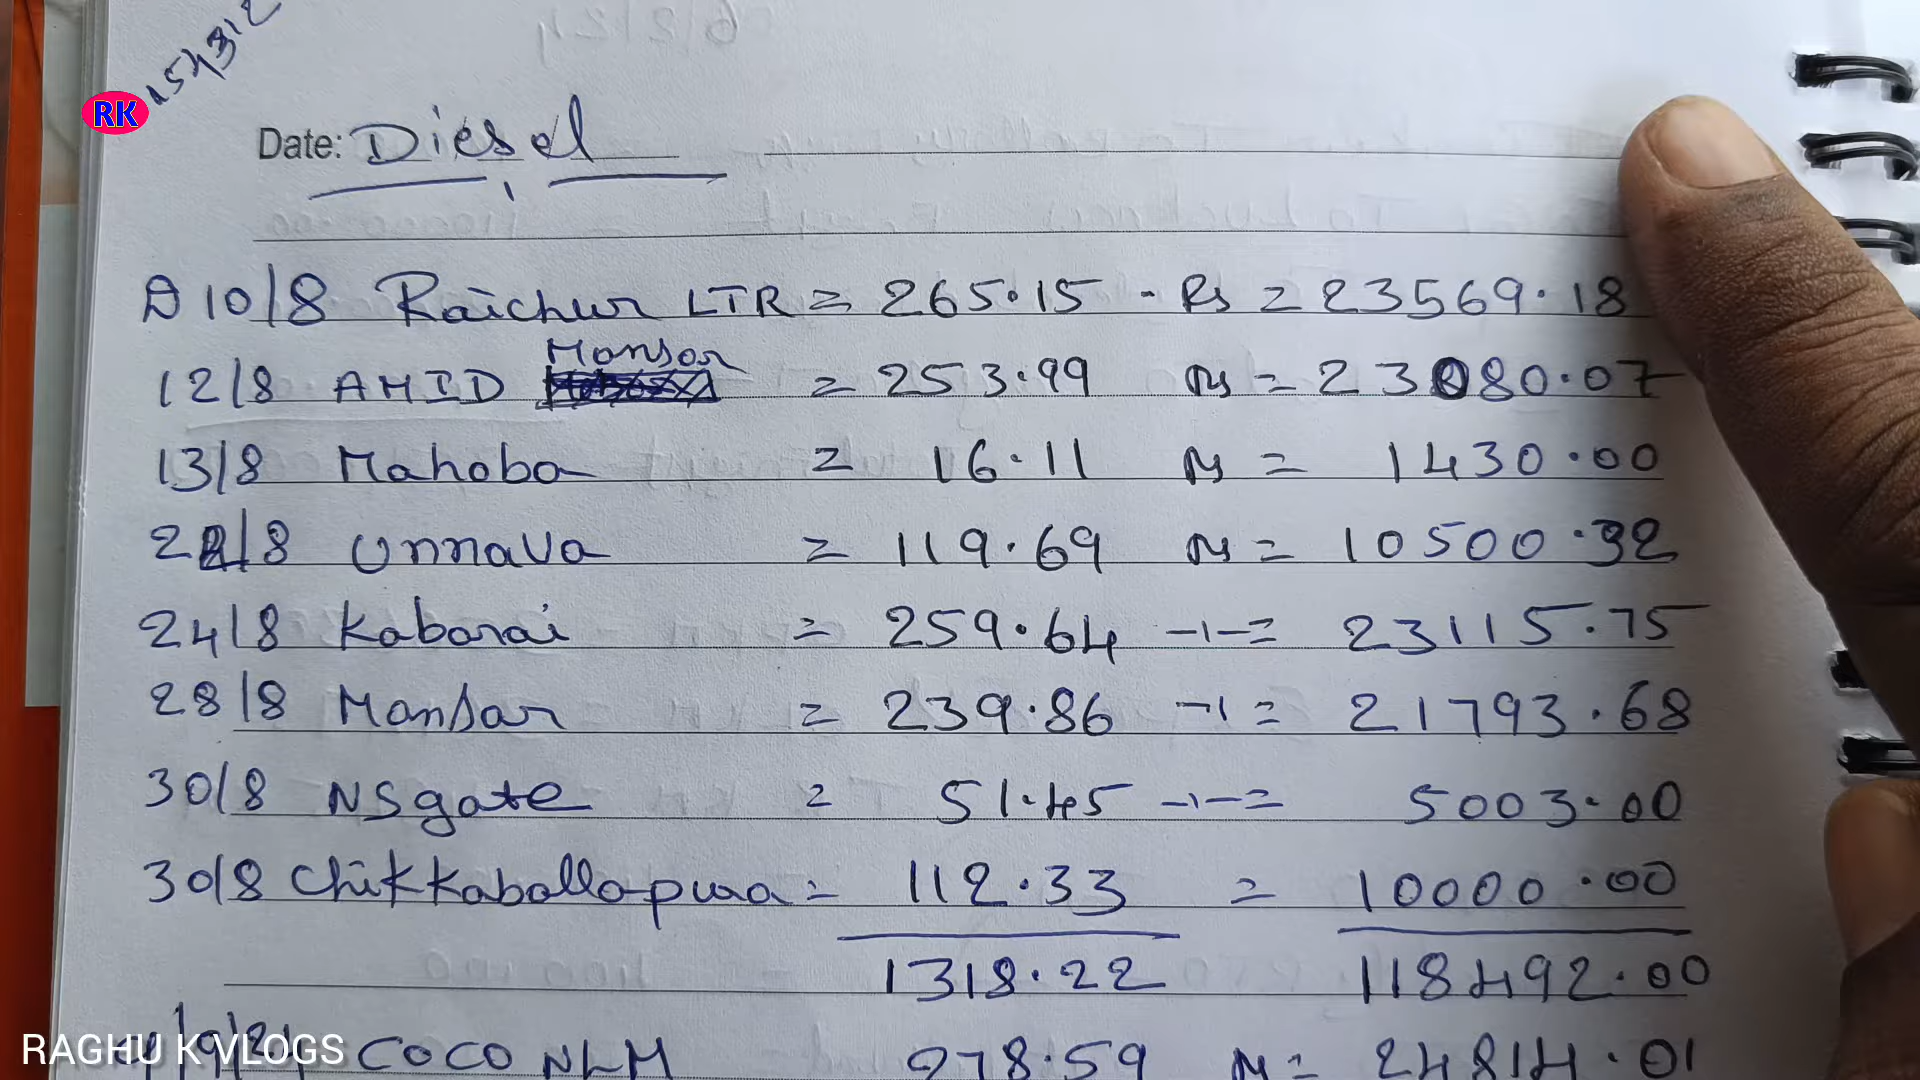 RK
Date: Diesel
10/8 Raichur LTR = 265.15 - Rs = 23569.18
Mansar
12/8 AHID = 253.99 Rs = 23080.07
13/8 Mahoba = 16.11 Rs = 1430.00
22/8 Unnava = 119.69 Rs = 10500.32
24/8 Kabarai = 259.64 -1-= 23115.75
28/8 Mansar = 239.86 -1= 21793.68
30/8 NSgate = 51.45 -1-= 5003.00
30/8 Chikkaballapura = 112.33 = 10000.00
1318.22 118492.00
COCO NLM 278.59 Rs = 24814.01
RAGHU K VLOGS